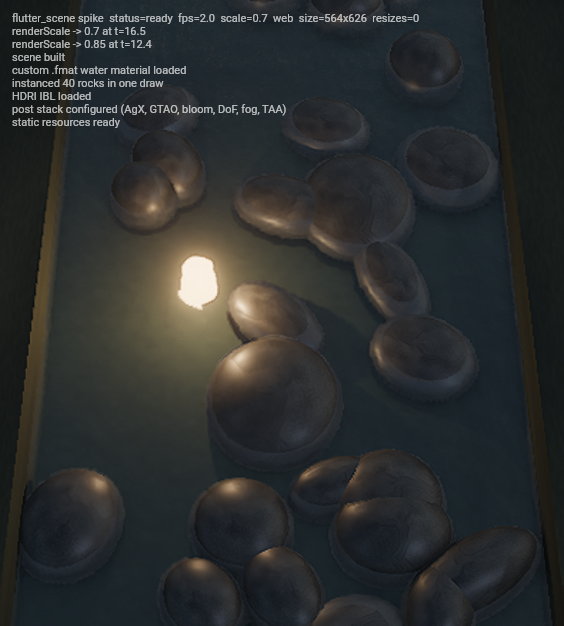 flutter_scene spike status=ready fps=2.0 scale=0.7 web size=564x626 resizes=0
renderScale -> 0.7 at t=16.5
renderScale -> 0.85 at t=12.4
scene built
custom .fmat water material loaded
instanced 40 rocks in one draw
HDRI IBL loaded
post stack configured (AgX, GTAO, bloom, DoF, fog, TAA)
static resources ready